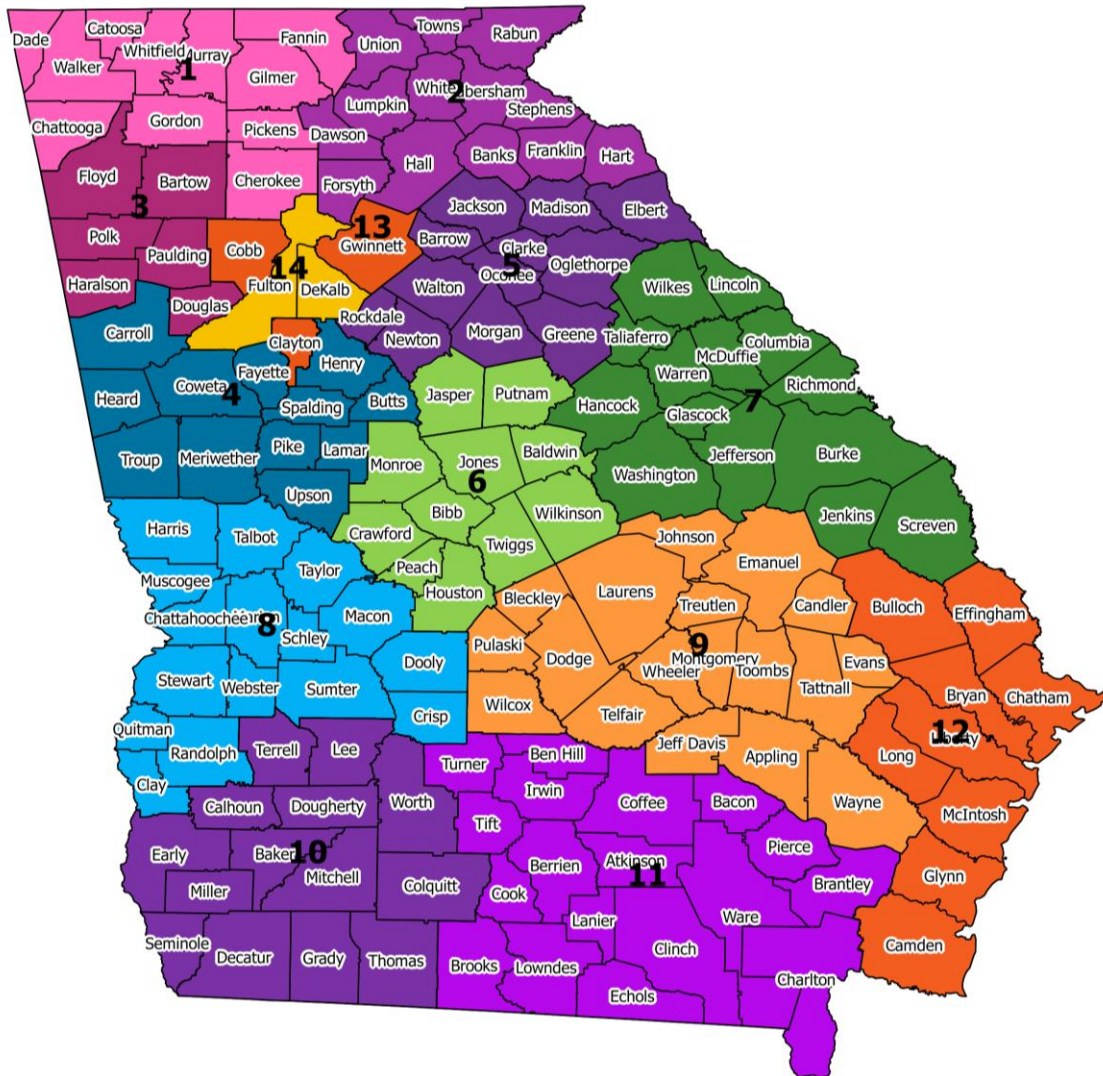 Dade
Catoosa
Whitfield
Murray
Fannin
Walker
1
Gilmer
Chattooga
Gordon
Pickens
Cherokee
Union
Towns
Rabun
White
2
Habersham
Lumpkin
Stephens
Dawson
Hall
Banks
Franklin
Hart
Forsyth
Floyd
Bartow
3
Polk
Paulding
Haralson
Douglas
Cobb
13
Gwinnett
14
Fulton
DeKalb
Clayton
Jackson
Madison
Elbert
Barrow
Clarke
5
Oconee
Oglethorpe
Walton
Rockdale
Newton
Morgan
Greene
Carroll
Fayette
Henry
Coweta
4
Heard
Spalding
Butts
Troup
Meriwether
Pike
Lamar
Upson
Wilkes
Lincoln
Taliaferro
Columbia
McDuffie
Warren
Richmond
Hancock
7
Glascock
Jefferson
Burke
Washington
Jenkins
Screven
Jasper
Putnam
Monroe
Jones
6
Baldwin
Bibb
Wilkinson
Crawford
Twiggs
Peach
Houston
Harris
Talbot
Taylor
Muscogee
Chattahoochee
8
Macon
Schley
Dooly
Stewart
Webster
Sumter
Crisp
Quitman
Randolph
Clay
Johnson
Emanuel
Bleckley
Laurens
Treutlen
Candler
Pulaski
Dodge
Montgomery
9
Wheeler
Toombs
Evans
Tattnall
Wilcox
Telfair
Jeff Davis
Appling
Wayne
Bulloch
Effingham
Bryan
Chatham
12
Liberty
Long
McIntosh
Glynn
Camden
Terrell
Lee
Calhoun
Dougherty
Worth
Early
Baker
10
Mitchell
Miller
Colquitt
Seminole
Decatur
Grady
Thomas
Turner
Ben Hill
Irwin
Coffee
Bacon
Tift
Pierce
Berrien
Atkinson
11
Cook
Brantley
Lanier
Ware
Clinch
Brooks
Lowndes
Charlton
Echols